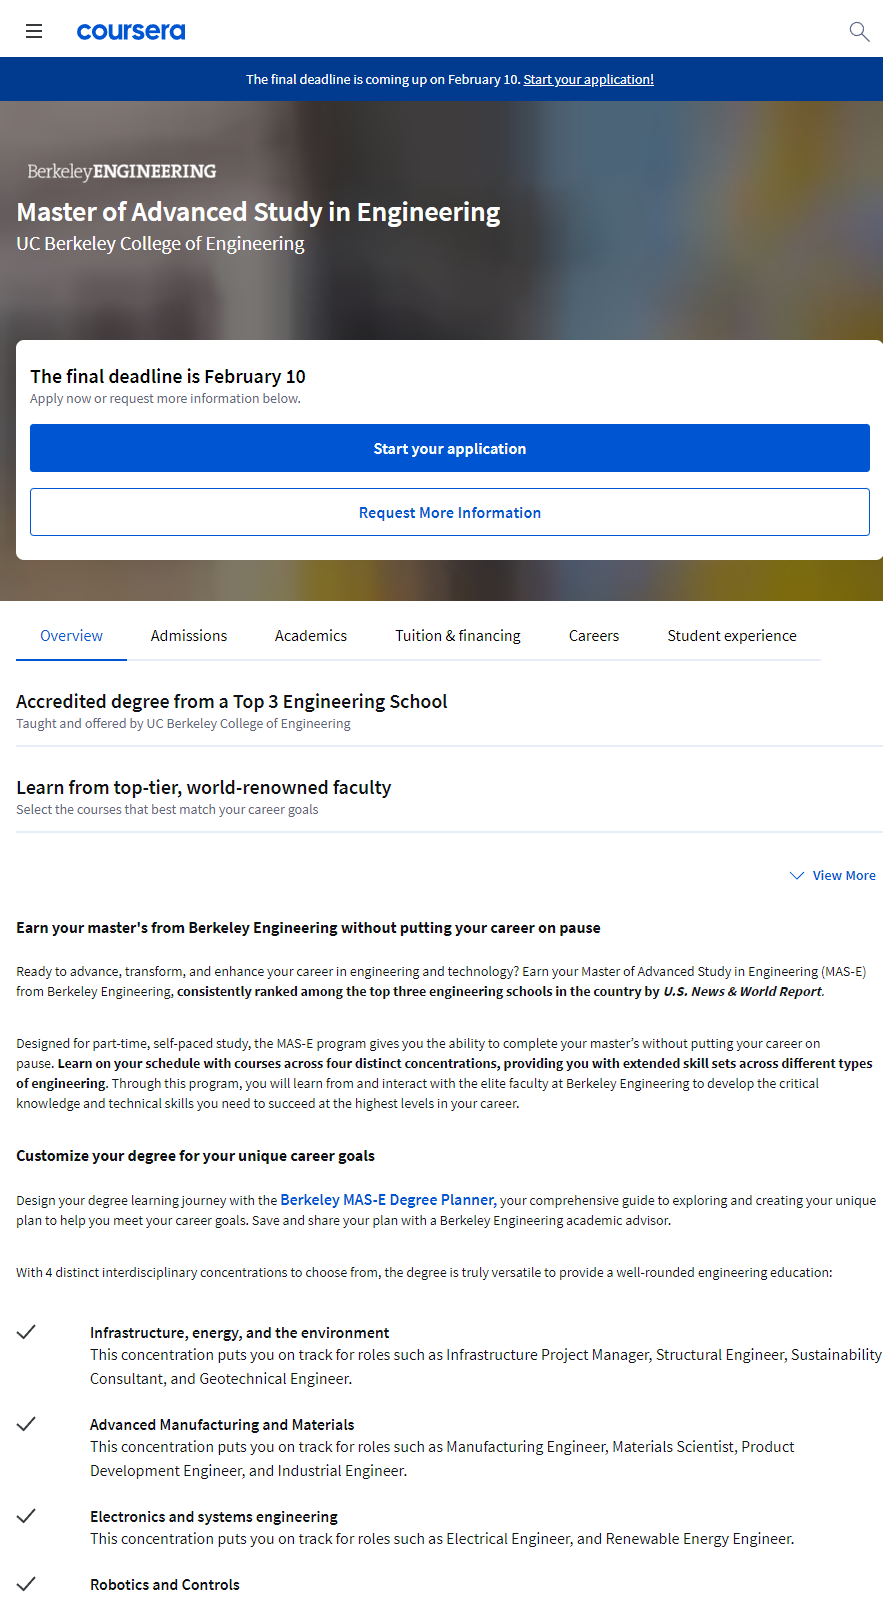 coursera
The final deadline is coming up on February 10. Start your application!
BerkeleyENGINEERING
Master of Advanced Study in Engineering
UC Berkeley College of Engineering
The final deadline is February 10
Apply now or request more information below.
Start your application
Request More Information
Overview Admissions Academics Tuition & financing Careers Student experience
Accredited degree from a Top 3 Engineering School
Taught and offered by UC Berkeley College of Engineering
Learn from top-tier, world-renowned faculty
Select the courses that best match your career goals
View More
Earn your master's from Berkeley Engineering without putting your career on pause
Ready to advance, transform, and enhance your career in engineering and technology? Earn your Master of Advanced Study in Engineering (MAS-E)
from Berkeley Engineering, consistently ranked among the top three engineering schools in the country by U.S. News & World Report.
Designed for part-time, self-paced study, the MAS-E program gives you the ability to complete your master’s without putting your career on
pause. Learn on your schedule with courses across four distinct concentrations, providing you with extended skill sets across different types
of engineering. Through this program, you will learn from and interact with the elite faculty at Berkeley Engineering to develop the critical
knowledge and technical skills you need to succeed at the highest levels in your career.
Customize your degree for your unique career goals
Design your degree learning journey with the Berkeley MAS-E Degree Planner, your comprehensive guide to exploring and creating your unique
plan to help you meet your career goals. Save and share your plan with a Berkeley Engineering academic advisor.
With 4 distinct interdisciplinary concentrations to choose from, the degree is truly versatile to provide a well-rounded engineering education:
Infrastructure, energy, and the environment
This concentration puts you on track for roles such as Infrastructure Project Manager, Structural Engineer, Sustainability
Consultant, and Geotechnical Engineer.
Advanced Manufacturing and Materials
This concentration puts you on track for roles such as Manufacturing Engineer, Materials Scientist, Product
Development Engineer, and Industrial Engineer.
Electronics and systems engineering
This concentration puts you on track for roles such as Electrical Engineer, and Renewable Energy Engineer.
Robotics and Controls